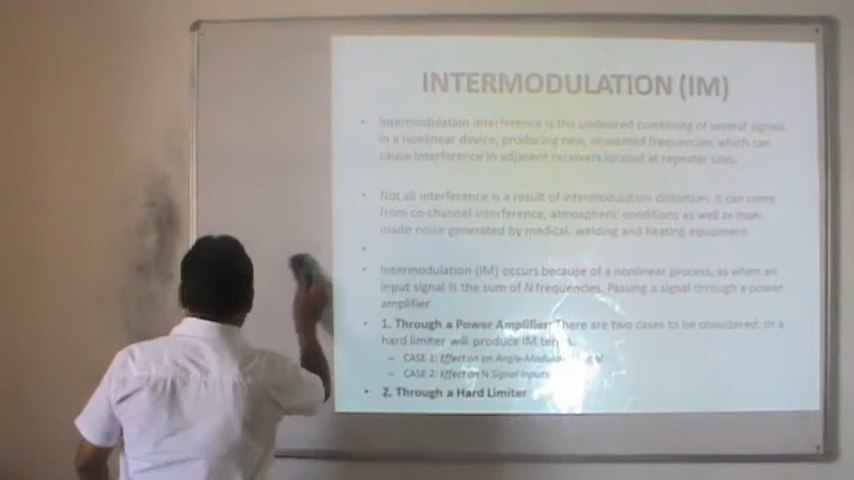 INTERMODULATION (IM)
• Intermodulation interference is the undesired combining of several signals
in a nonlinear device, producing new, unwanted frequencies, which can
cause interference in adjacent receivers located at repeater sites.
• Not all interference is a result of intermodulation distortion. It can come
from co-channel interference, atmospheric conditions as well as man-
made noise generated by medical, welding and heating equipment.
•
• Intermodulation (IM) occurs because of a nonlinear process, as when an
input signal is the sum of N frequencies. Passing a signal through a power
amplifier
• 1. Through a Power Amplifier: There are two cases to be considered: or a
hard limiter will produce IM terms.
– CASE 1: Effect on an Angle-Modulated Signal
– CASE 2: Effect on N Signal Inputs
• 2. Through a Hard Limiter